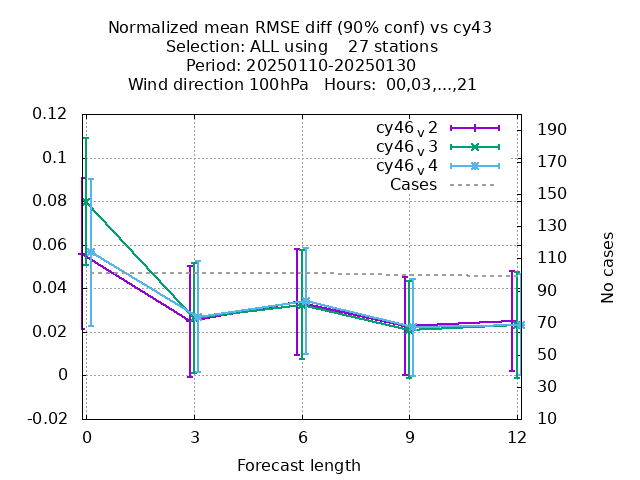 Normalized mean RMSE diff (90% conf) vs cy43
Selection: ALL using    27 stations
Period: 20250110-20250130
Wind direction 100hPa   Hours:  00,03,...,21
cy46v2
cy46v3
cy46v4
Cases
0.12
0.1
0.08
0.06
0.04
0.02
0
-0.02
190
170
150
130
110
90
70
50
30
10
No cases
0 3 6 9 12
Forecast length